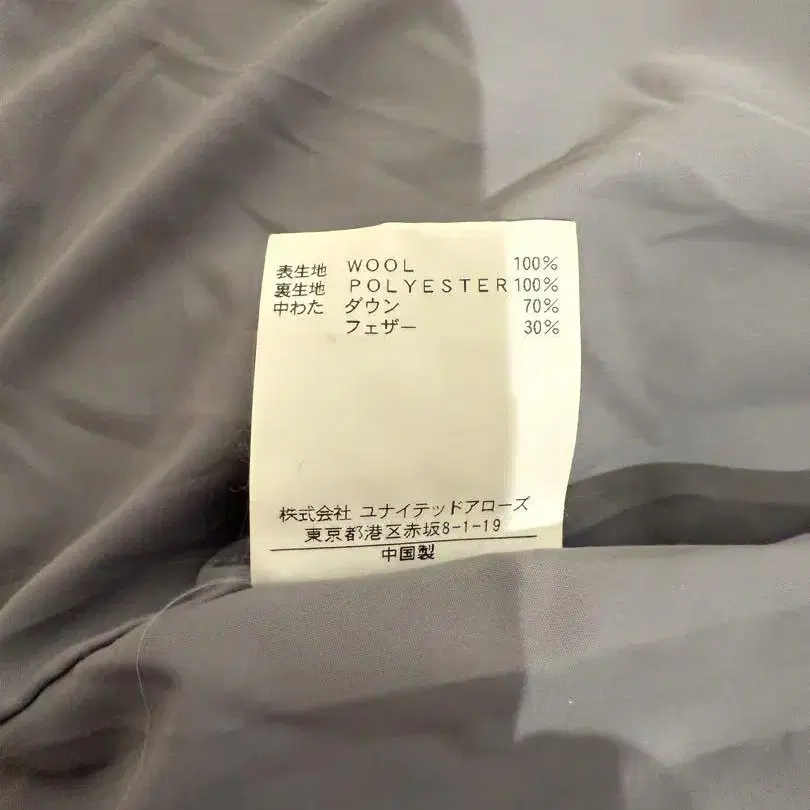 表生地 WOOL 100%
裏生地 POLYESTER 100%
中わた ダウン 70%
フェザー 30%
株式会社 ユナイテッドアローズ
東京都港区赤坂8-1-19
中国製